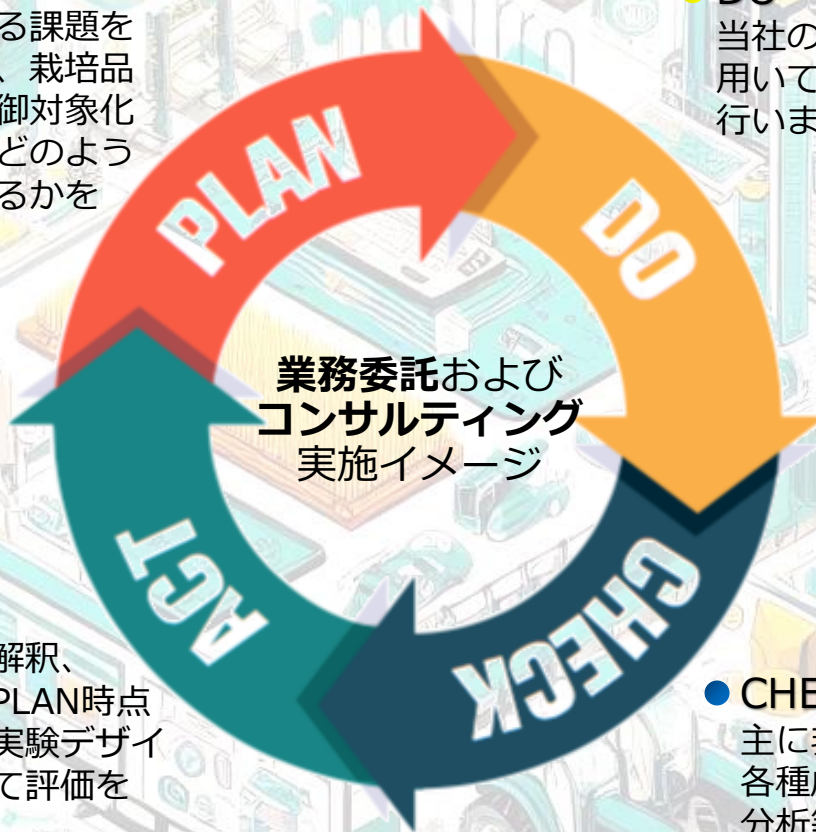 る課題を
、栽培品
御対象化
どのよう
るかを
DO
当社の
用いて
行いま
PLAN
DO
業務委託および
コンサルティング
実施イメージ
ACT
CHECK
解釈、
PLAN時点
実験デザイ
て評価を
CHE
主に
各種
分析